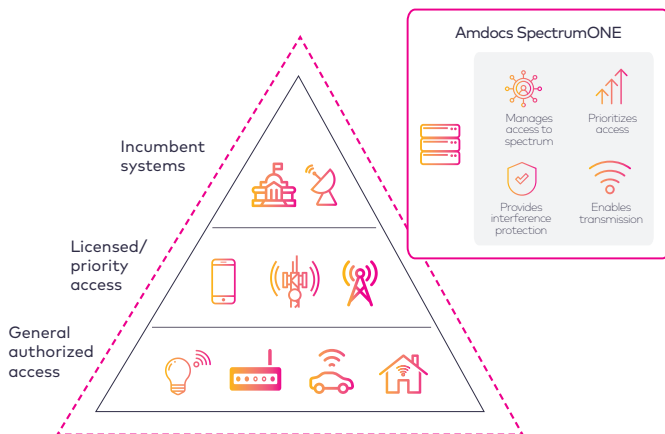 Amdocs SpectrumONE
Manages
access to
spectrum
Prioritizes
access
Provides
interference
protection
Enables
transmission
Incumbent
systems
Licensed/
priority
access
General
authorized
access